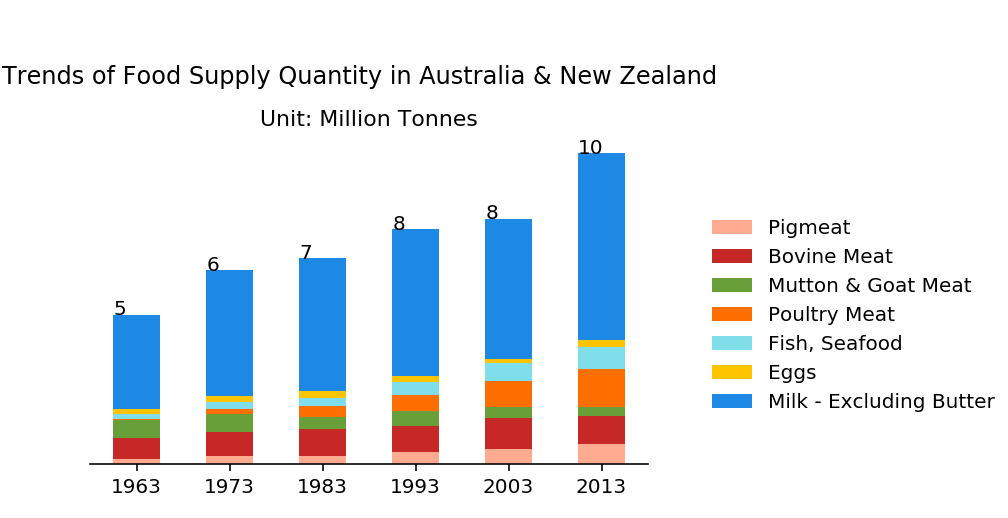 Trends of Food Supply Quantity in Australia & New Zealand
Unit: Million Tonnes
5
6
7
8
8
10
1963
1973
1983
1993
2003
2013
Pigmeat
Bovine Meat
Mutton & Goat Meat
Poultry Meat
Fish, Seafood
Eggs
Milk - Excluding Butter